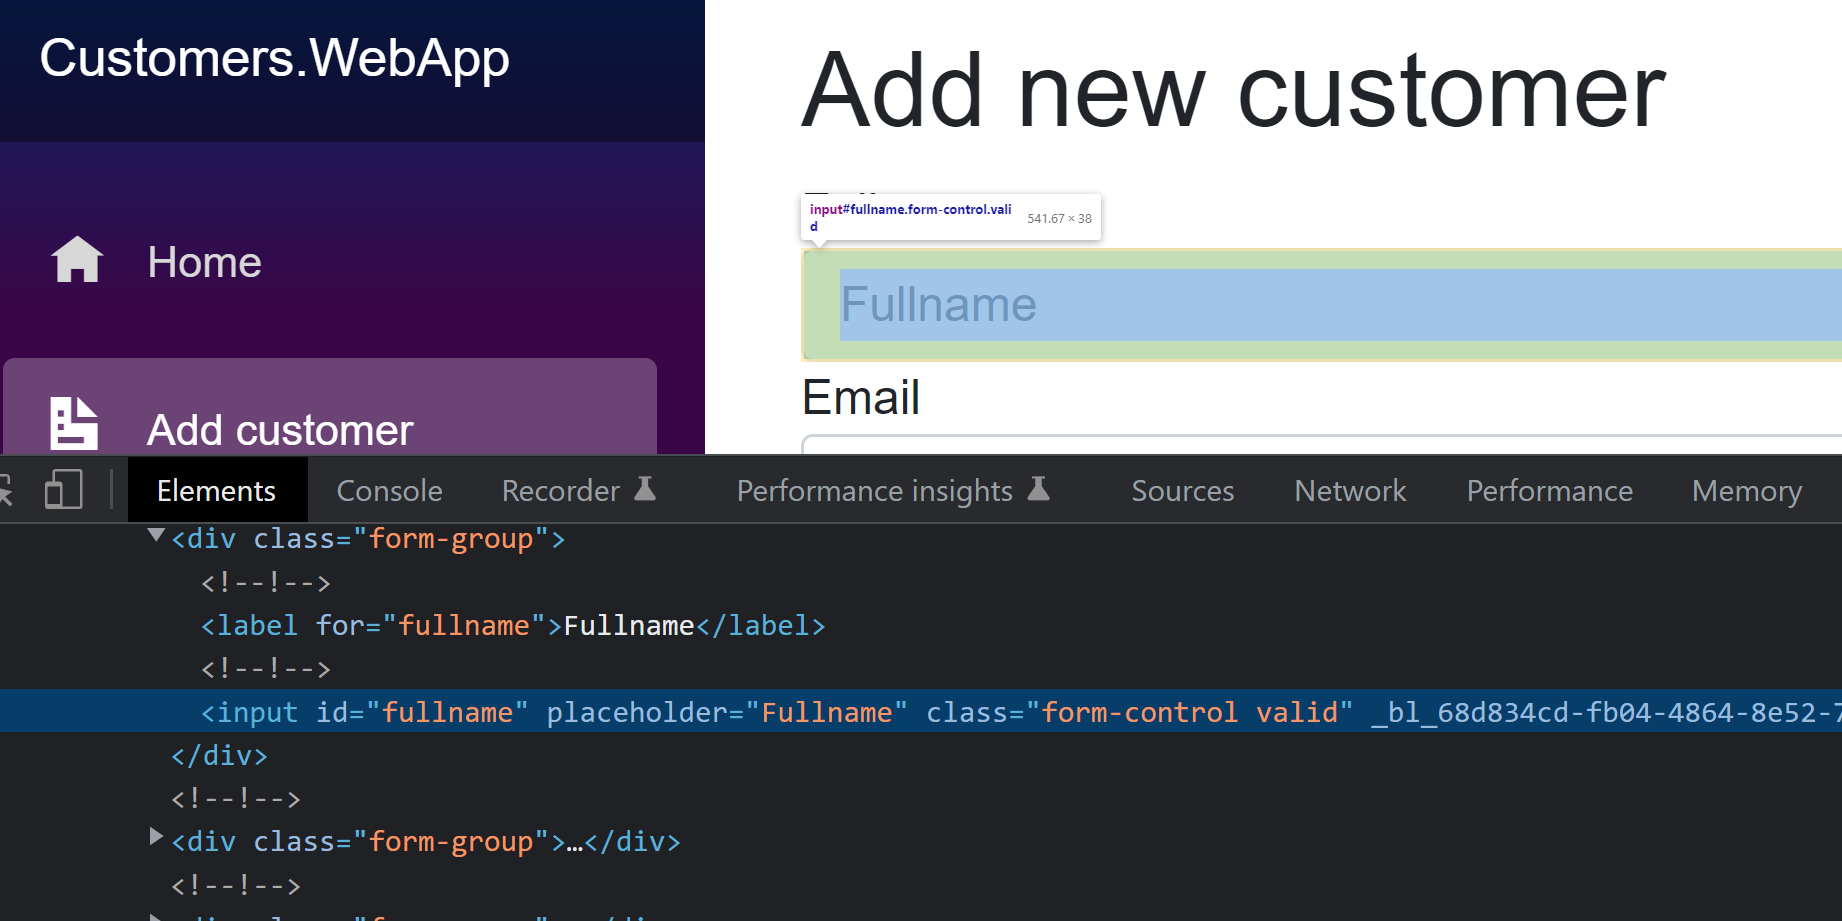 Customers.WebApp
Home
Add customer
Add new customer
input#fullname.form-control.vali
d
541.67 × 38
Fullname
Email
Elements Console Recorder Performance insights Sources Network Performance Memory
<div class="form-group">
<!--!-->
<label for="fullname">Fullname</label>
<!--!-->
<input id="fullname" placeholder="Fullname" class="form-control valid" _bl_68d834cd-fb04-4864-8e52-7
</div>
<!--!-->
<div class="form-group">…</div>
<!--!-->